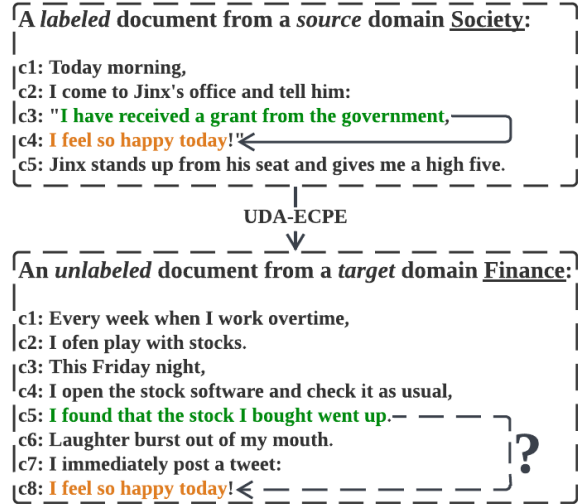 A labeled document from a source domain Society:
c1: Today morning,
c2: I come to Jinx's office and tell him:
c3: "I have received a grant from the government,
c4: I feel so happy today!"
c5: Jinx stands up from his seat and gives me a high five.
UDA-ECPE
An unlabeled document from a target domain Finance:
c1: Every week when I work overtime,
c2: I ofen play with stocks.
c3: This Friday night,
c4: I open the stock software and check it as usual,
c5: I found that the stock I bought went up.
c6: Laughter burst out of my mouth.
c7: I immediately post a tweet:
c8: I feel so happy today!
?